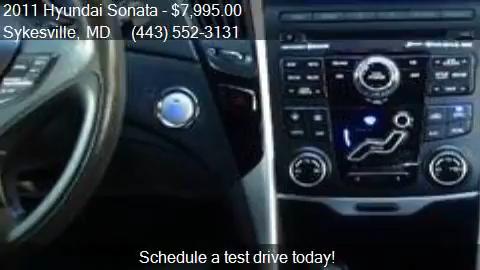 2011 Hyundai Sonata - $7,995.00
Sykesville, MD (443) 552-3131
Schedule a test drive today!